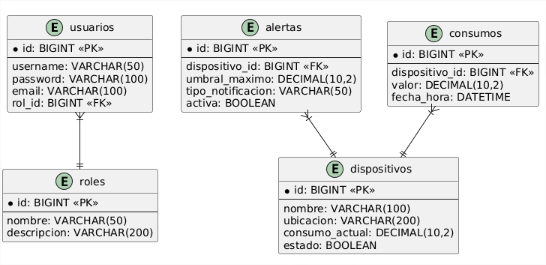 E usuarios
id: BIGINT «PK»
username: VARCHAR(50)
password: VARCHAR(100)
email: VARCHAR(100)
rol_id: BIGINT «FK»
E alertas
id: BIGINT «PK»
dispositivo_id: BIGINT «FK»
umbral_maximo: DECIMAL(10,2)
tipo_notificacion: VARCHAR(50)
activa: BOOLEAN
E consumos
id: BIGINT «PK»
dispositivo_id: BIGINT «FK»
valor: DECIMAL(10,2)
fecha_hora: DATETIME
E roles
id: BIGINT «PK»
nombre: VARCHAR(50)
descripcion: VARCHAR(200)
E dispositivos
id: BIGINT «PK»
nombre: VARCHAR(100)
ubicacion: VARCHAR(200)
consumo_actual: DECIMAL(10,2)
estado: BOOLEAN